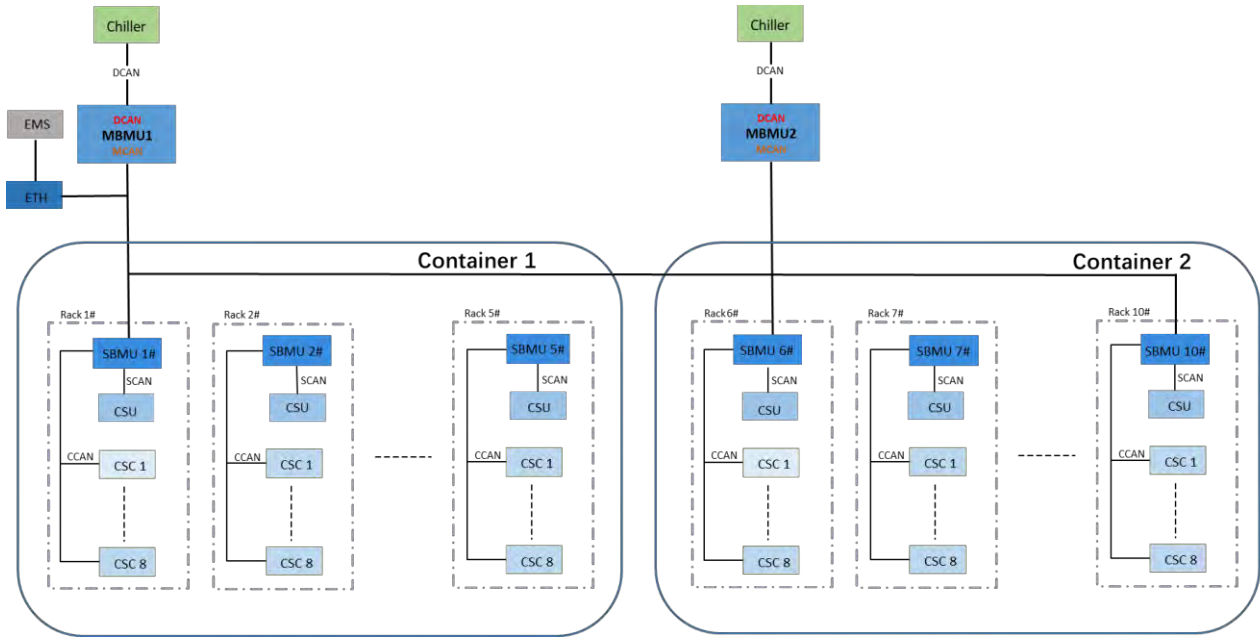 Chiller
Chiller
DCAN
DCAN
EMS
DCAN
MBMU1
MCAN
DCAN
MBMU2
MCAN
ETH
Container 1
Container 2
Rack 1#
Rack 2#
Rack 5#
Rack6#
Rack 7#
Rack 10#
SBMU 1#
SBMU 2#
SBMU 5#
SBMU 6#
SBMU 7#
SBMU 10#
SCAN
SCAN
SCAN
SCAN
SCAN
SCAN
CSU
CSU
CSU
CSU
CSU
CSU
CCAN
CSC 1
CCAN
CSC 1
CCAN
CSC 1
CCAN
CSC 1
CCAN
CSC 1
CCAN
CSC 1
CSC 8
CSC 8
CSC 8
CSC 8
CSC 8
CSC 8